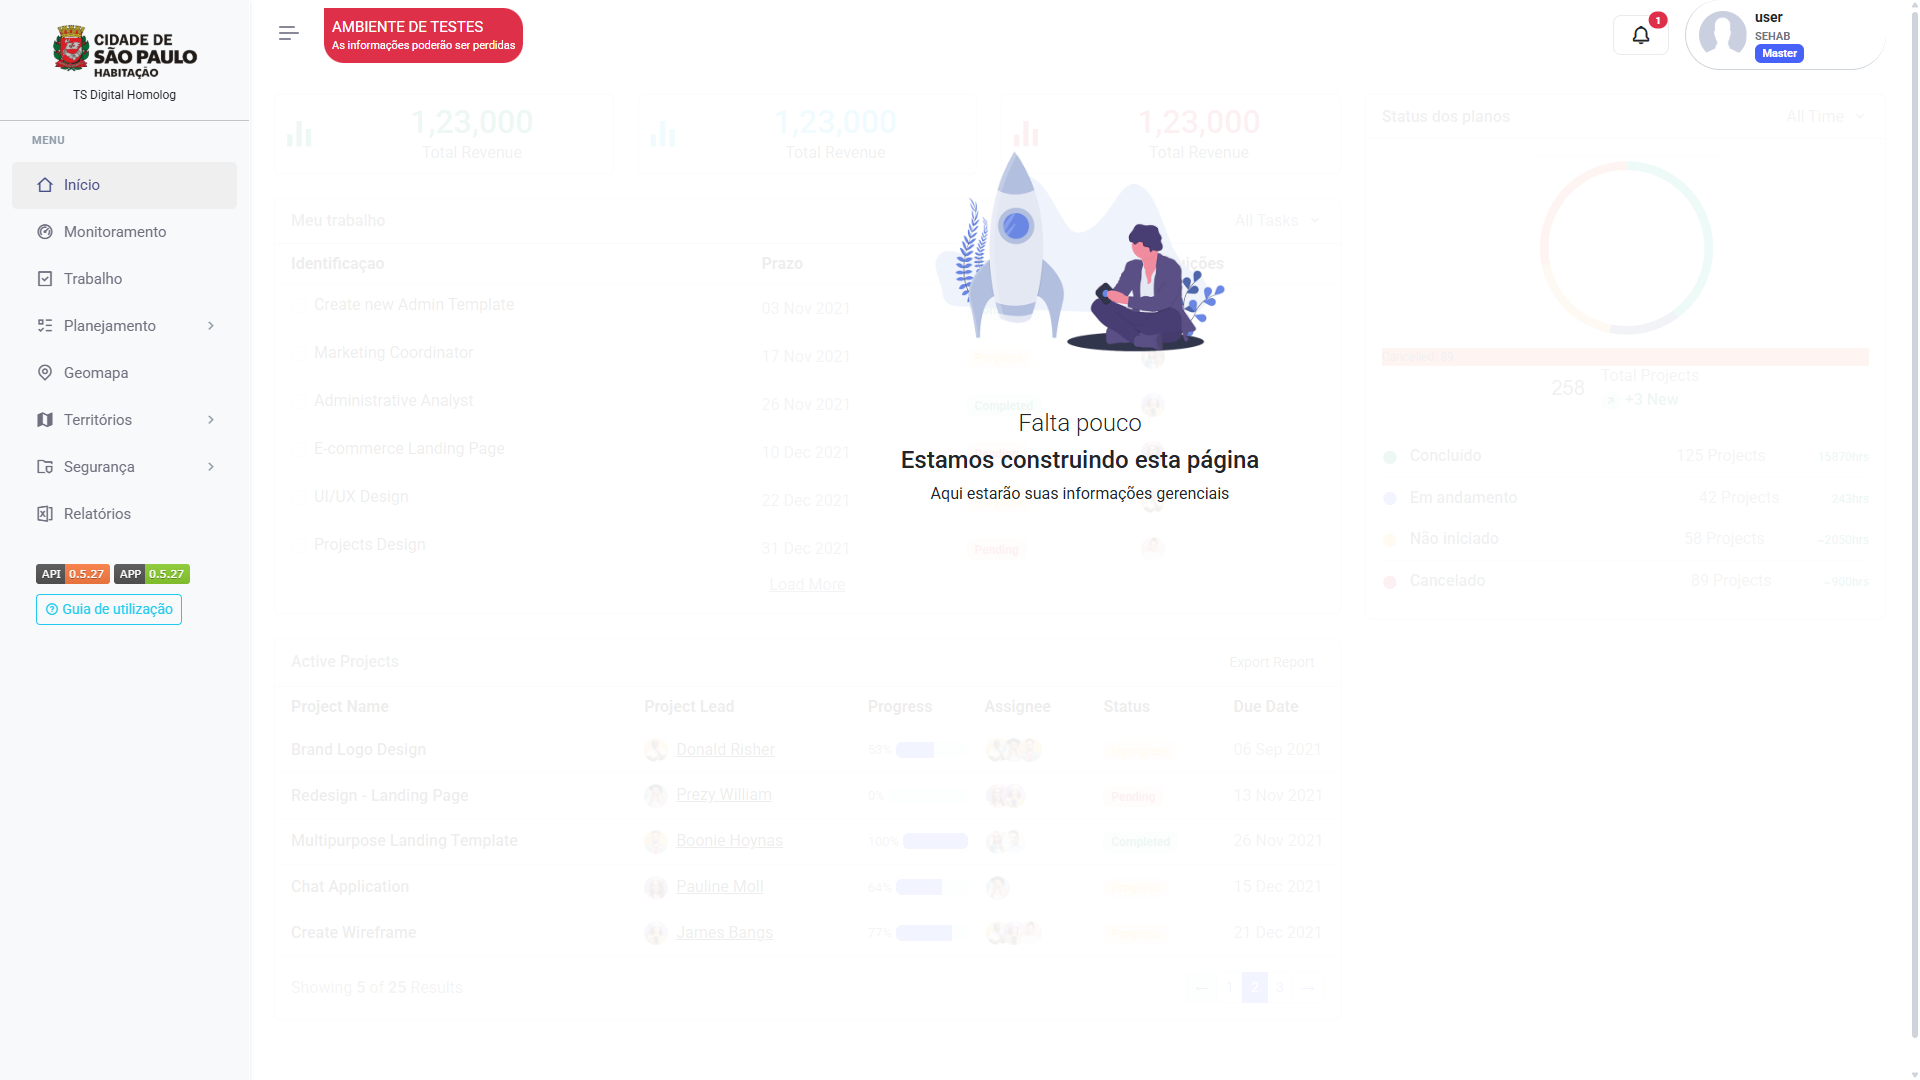 CIDADE DE
SÃO PAULO
HABITAÇÃO
TS Digital Homolog
MENU
Início
Monitoramento
Trabalho
Planejamento
Geomapa
Territórios
Segurança
Relatórios
API 0.5.27 APP 0.5.27
Guia de utilização
AMBIENTE DE TESTES
As informações poderão ser perdidas
1
user
SEHAB
Master
1,23,000
Total Revenue
1,23,000
Total Revenue
1,23,000
Total Revenue
Meu trabalho All Tasks
Identificaçao Prazo
Create new Admin Template 03 Nov 2021
Marketing Coordinator 17 Nov 2021
Administrative Analyst 26 Nov 2021 Completed
E-commerce Landing Page 10 Dec 2021
UI/UX Design 22 Dec 2021
Projects Design 31 Dec 2021 Pending
Load More
Falta pouco
Estamos construindo esta página
Aqui estarão suas informações gerenciais
Status dos planos All Time
Cancelled: 89
258
Total Projects
+3 New
Concluído 125 Projects 15870hrs
Em andamento 42 Projects 243hrs
Não iniciado 58 Projects ~2050hrs
Cancelado 89 Projects ~900hrs
Active Projects Export Report
Project Name Project Lead Progress Assignee Status Due Date
Brand Logo Design Donald Risher 53% 06 Sep 2021
Redesign - Landing Page Prezy William 0% Pending 13 Nov 2021
Multipurpose Landing Template Boonie Hoynas 100% Completed 26 Nov 2021
Chat Application Pauline Moll 64% 15 Dec 2021
Create Wireframe James Bangs 77% 21 Dec 2021
Showing 5 of 25 Results
← 1 2 3 →